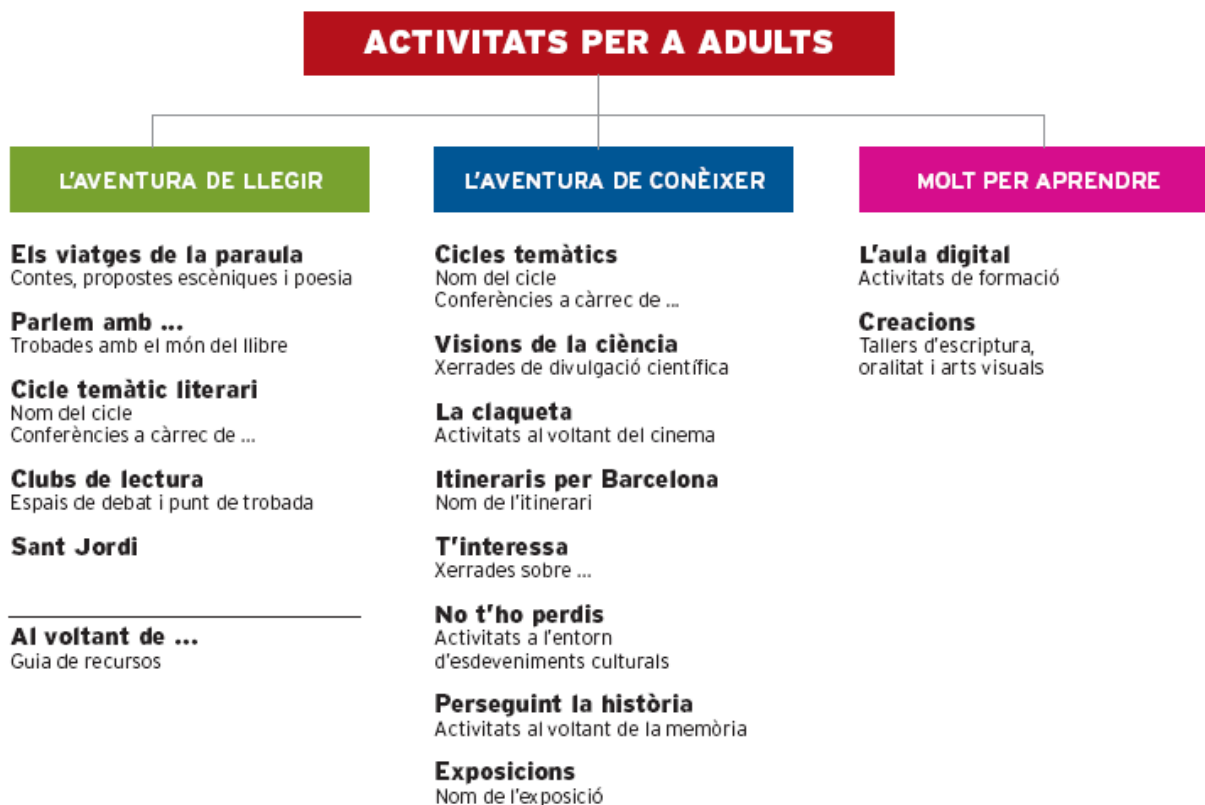 ACTIVITATS PER A ADULTS
L'AVENTURA DE LLEGIR
Els viatges de la paraula
Contes, propostes escèniques i poesia
Parlem amb ...
Trobades amb el món del llibre
Cicle temàtic literari
Nom del cicle
Conferències a càrrec de ...
Clubs de lectura
Espais de debat i punt de trobada
Sant Jordi
Al voltant de ...
Guia de recursos
L'AVENTURA DE CONÈIXER
Cicles temàtics
Nom del cicle
Conferències a càrrec de ...
Visions de la ciència
Xerrades de divulgació científica
La claqueta
Activitats al voltant del cinema
Itineraris per Barcelona
Nom de l'itinerari
T'interessa
Xerrades sobre ...
No t'ho perdis
Activitats a l'entorn
d'esdeveniments culturals
Perseguint la història
Activitats al voltant de la memòria
Exposicions
Nom de l'exposició
MOLT PER APRENDRE
L'aula digital
Activitats de formació
Creacions
Tallers d'escriptura,
oralitat i arts visuals